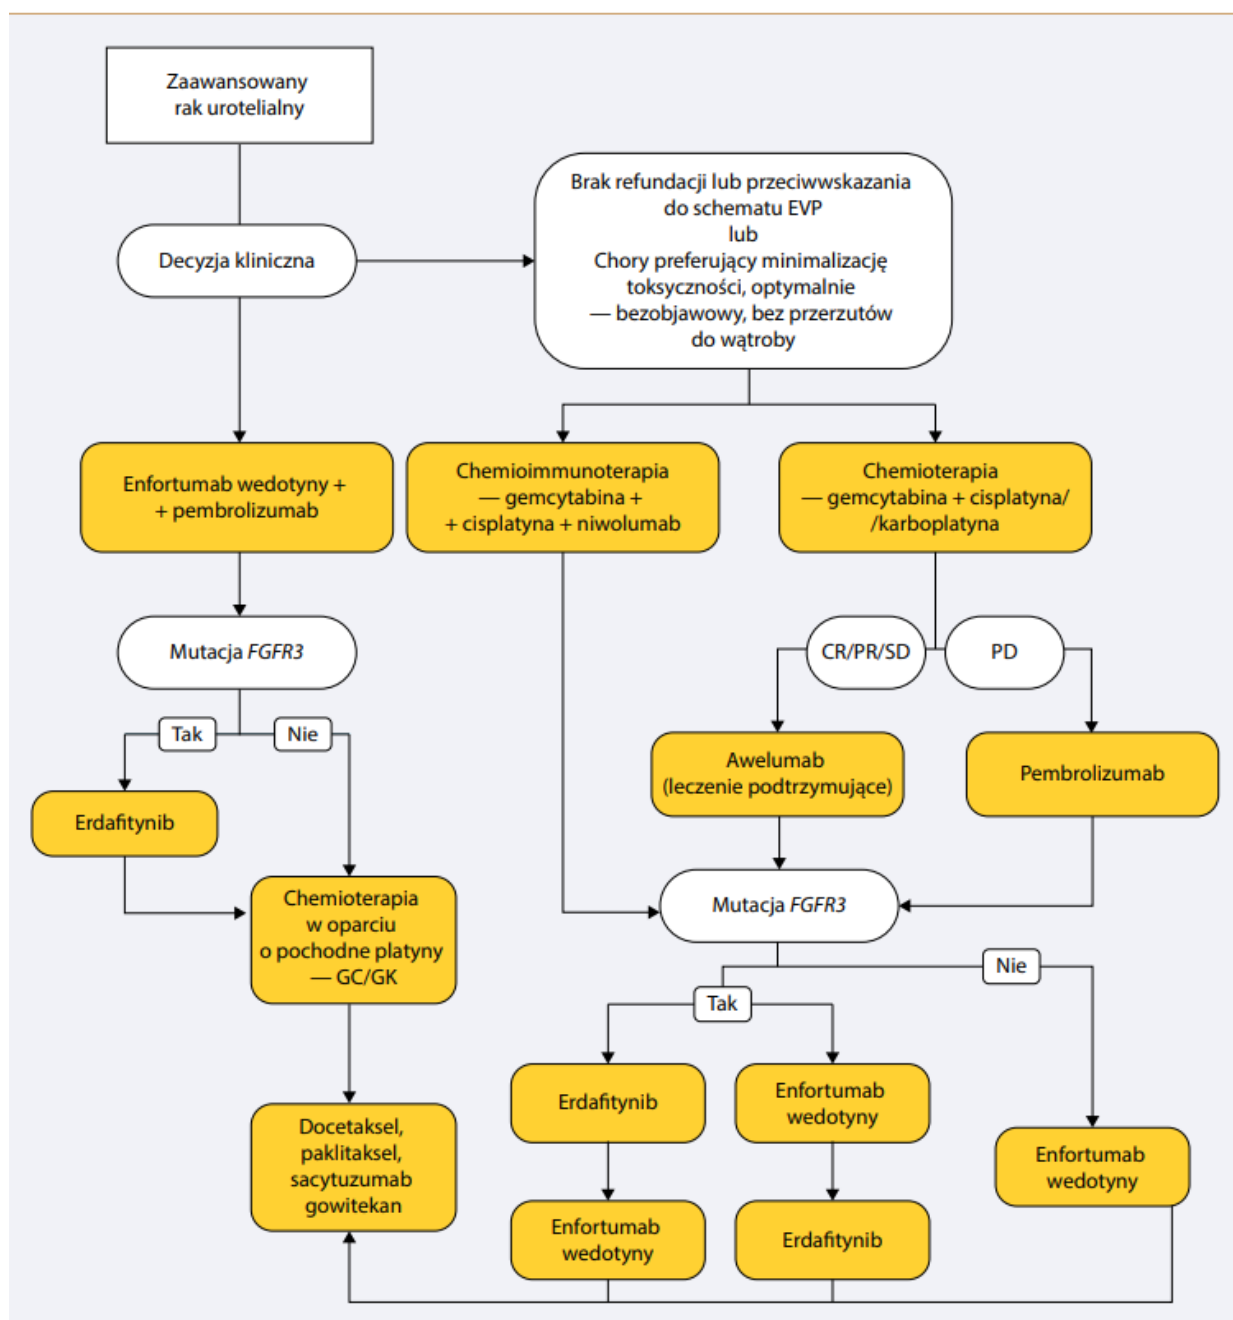 Zaawansowany
rak urotelialny
Decyzja kliniczna
Brak refundacji lub przeciwwskazania
do schematu EVP
lub
Chory preferujący minimalizację
toksyczności, optymalnie
— bezobjawowy, bez przerzutów
do wątroby
Enfortumab wedotyny +
+ pembrolizumab
Chemioimmunoterapia
— gemcytabina +
+ cisplatyna + niwolumab
Chemioterapia
— gemcytabina + cisplatyna/
/karboplatyna
Mutacja FGFR3
CR/PR/SD
PD
Tak
Nie
Awelumab
(leczenie podtrzymujące)
Pembrolizumab
Erdafitynib
Chemioterapia
w oparciu
o pochodne platyny
— GC/GK
Mutacja FGFR3
Nie
Tak
Erdafitynib
Enfortumab
wedotyny
Docetaksel,
paklitaksel,
sacytuzumab
gowitekan
Enfortumab
wedotyny
Enfortumab
wedotyny
Erdafitynib